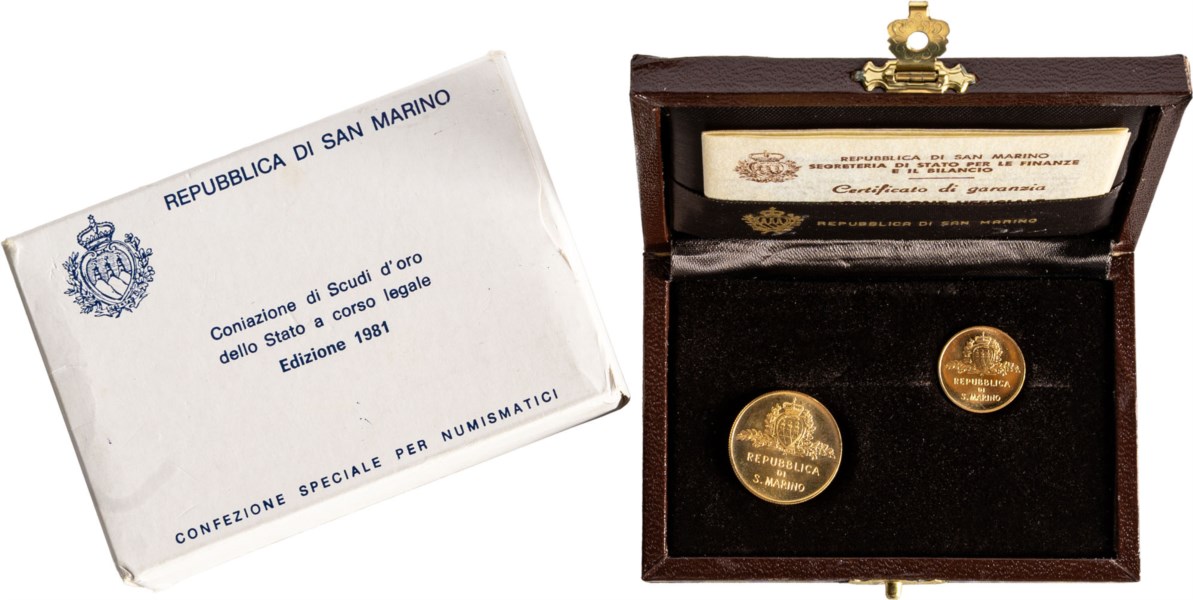 REPUBBLICA DI SAN MARINO
Coniazione di Scudi d'oro
dello Stato a corso legale
Edizione 1981
CONFEZIONE SPECIALE PER NUMISMATICI
REPUBBLICA DI SAN MARINO
SEGRETERIA DI STATO PER LE FINANZE
E IL BILANCIO
Certificato di garanzia
REPUBBLICA DI SAN MARINO
REPUBBLICA
DI
S. MARINO
REPUBBLICA
DI
S. MARINO